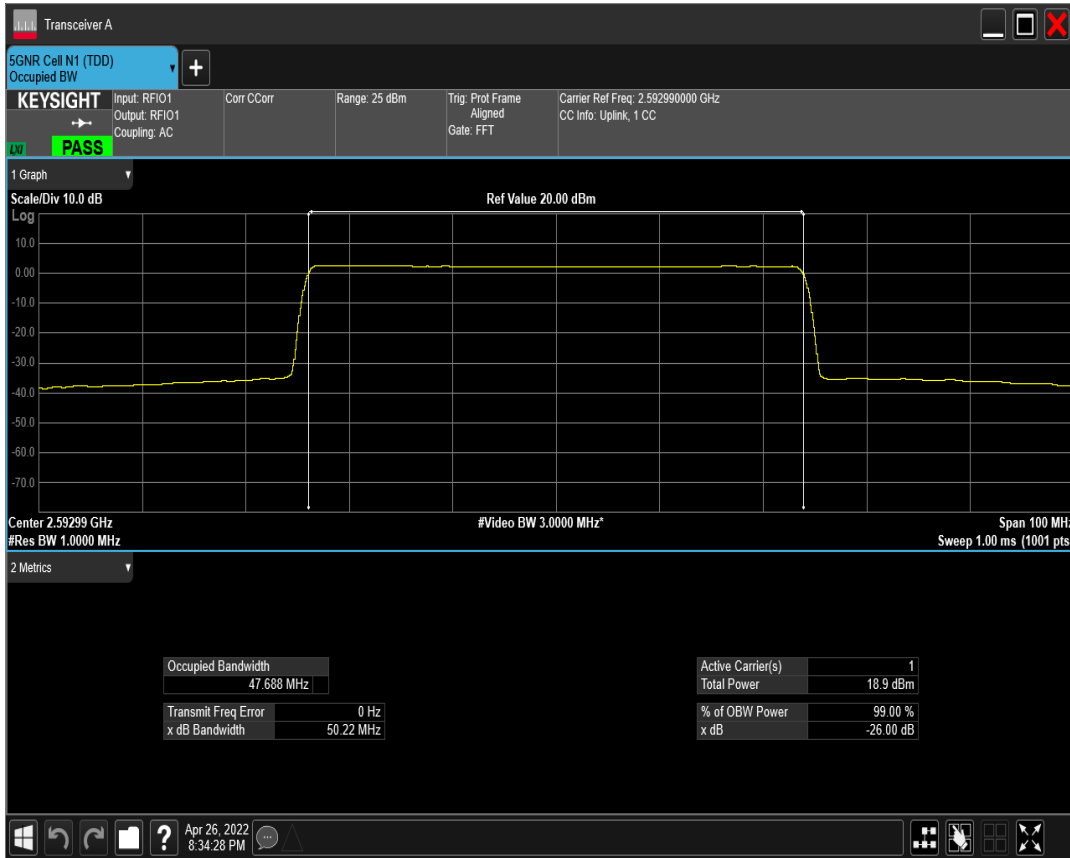 Transceiver A
5GNR Cell N1 (TDD)
Occupied BW
+
KEYSIGHT
LXI
PASS
Input: RFIO1
Output: RFIO1
Coupling: AC
Corr CCorr
Range: 25 dBm
Trig: Prot Frame
Aligned
Gate: FFT
Carrier Ref Freq: 2.592990000 GHz
CC Info: Uplink, 1 CC
1 Graph
Scale/Div 10.0 dB
Ref Value 20.00 dBm
Log
10.0
0.00
-10.0
-20.0
-30.0
-40.0
-50.0
-60.0
-70.0
Center 2.59299 GHz
#Video BW 3.0000 MHz*
Span 100 MHz
#Res BW 1.0000 MHz
Sweep 1.00 ms (1001 pts
2 Metrics
Occupied Bandwidth
47.688 MHz
Transmit Freq Error 0 Hz
x dB Bandwidth 50.22 MHz
Active Carrier(s) 1
Total Power 18.9 dBm
% of OBW Power 99.00 %
x dB -26.00 dB
?
Apr 26, 2022
8:34:28 PM